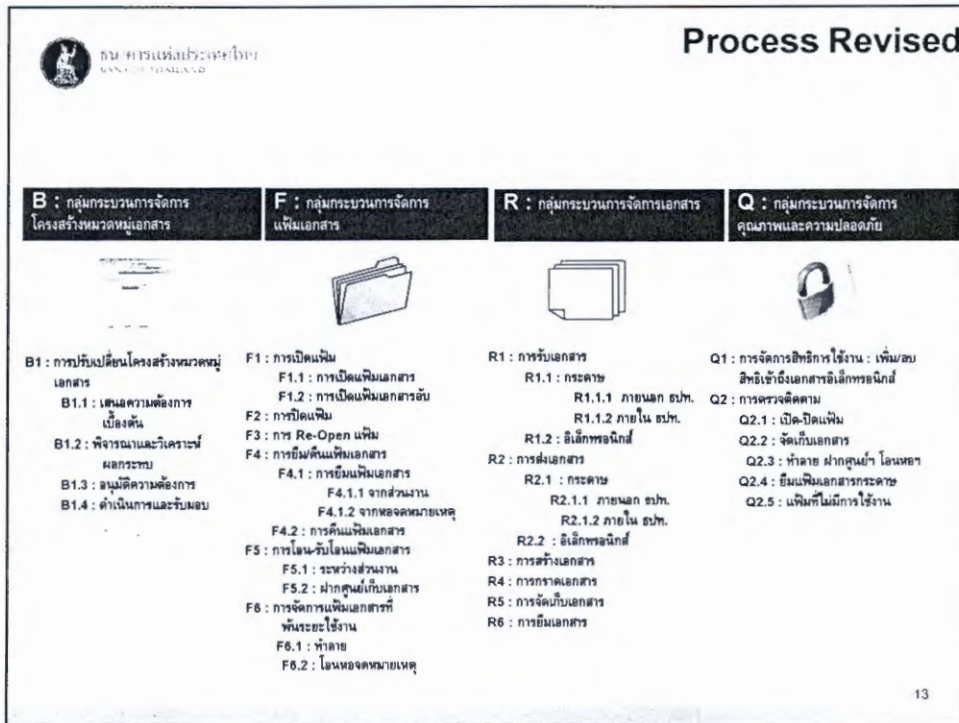 Process Revised
ธนาคารแห่งประเทศไทย
BANK OF THAILAND
B : กลุ่มกระบวนการจัดการ
โครงสร้างหมวดหมู่เอกสาร
F : กลุ่มกระบวนการจัดการ
แฟ้มเอกสาร
R : กลุ่มกระบวนการจัดการเอกสาร
Q : กลุ่มกระบวนการจัดการ
คุณภาพและความปลอดภัย
B1 : การปรับเปลี่ยนโครงสร้างหมวดหมู่
เอกสาร
B1.1 : เสนอความต้องการ
เบื้องต้น
B1.2 : พิจารณาและวิเคราะห์
ผลกระทบ
B1.3 : อนุมัติความต้องการ
B1.4 : ดำเนินการและรับมอบ
F1 : การเปิดแฟ้ม
F1.1 : การเปิดแฟ้มเอกสาร
F1.2 : การเปิดแฟ้มเอกสารลับ
F2 : การปิดแฟ้ม
F3 : การ Re-Open แฟ้ม
F4 : การยืม/คืนแฟ้มเอกสาร
F4.1 : การยืมแฟ้มเอกสาร
F4.1.1 จากส่วนงาน
F4.1.2 จากหอจดหมายเหตุ
F4.2 : การคืนแฟ้มเอกสาร
F5 : การโอน-รับโอนแฟ้มเอกสาร
F5.1 : ระหว่างส่วนงาน
F5.2 : ฝากศูนย์เก็บเอกสาร
F6 : การจัดการแฟ้มเอกสารที่
พ้นระยะใช้งาน
F6.1 : ทำลาย
F6.2 : โอนหอจดหมายเหตุ
R1 : การรับเอกสาร
R1.1 : กระดาษ
R1.1.1 ภายนอก ธปท.
R1.1.2 ภายใน ธปท.
R1.2 : อิเล็กทรอนิกส์
R2 : การส่งเอกสาร
R2.1 : กระดาษ
R2.1.1 ภายนอก ธปท.
R2.1.2 ภายใน ธปท.
R2.2 : อิเล็กทรอนิกส์
R3 : การสร้างเอกสาร
R4 : การกราดเอกสาร
R5 : การจัดเก็บเอกสาร
R6 : การยืมเอกสาร
Q1 : การจัดการสิทธิการใช้งาน : เพิ่ม/ลบ
สิทธิเข้าถึงเอกสารอิเล็กทรอนิกส์
Q2 : การตรวจติดตาม
Q2.1 : เปิด-ปิดแฟ้ม
Q2.2 : จัดเก็บเอกสาร
Q2.3 : ทำลาย ฝากศูนย์ฯ โอนหอฯ
Q2.4 : ยืมแฟ้มเอกสารกระดาษ
Q2.5 : แฟ้มที่ไม่มีการใช้งาน
13